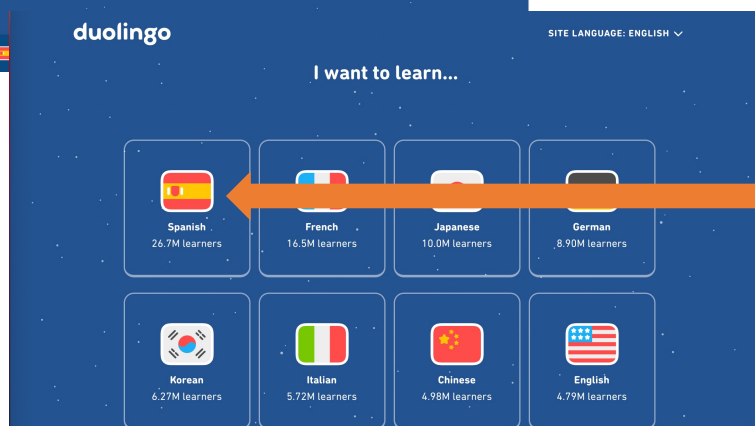 duolingo
SITE LANGUAGE: ENGLISH
I want to learn...
Spanish
26.7M learners
French
16.5M learners
Japanese
10.0M learners
German
8.90M learners
Korean
6.27M learners
Italian
5.72M learners
Chinese
4.98M learners
English
4.79M learners